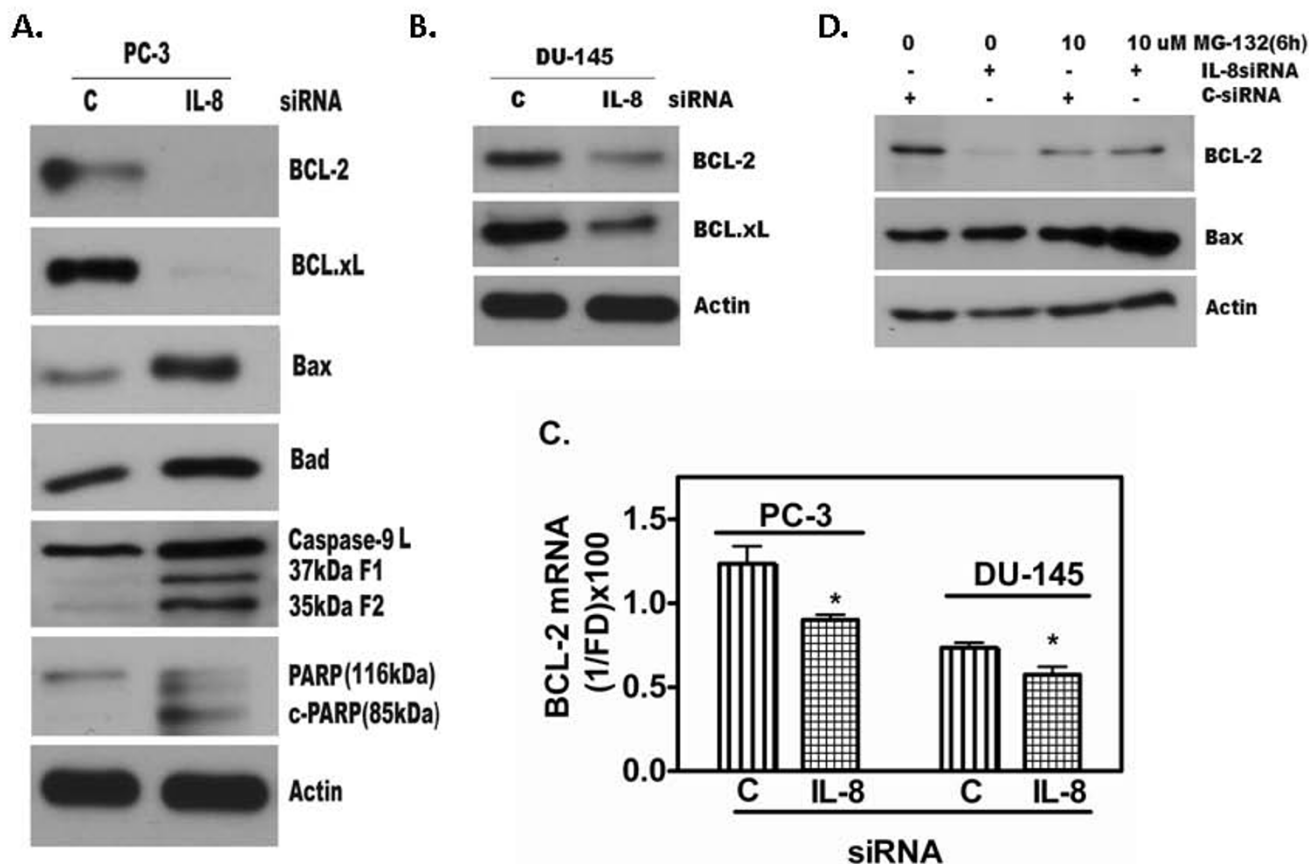 A.
PC-3
C IL-8 siRNA
BCL-2
BCL.xL
Bax
Bad
Caspase-9 L
37kDa F1
35kDa F2
PARP(116kDa)
c-PARP(85kDa)
Actin
B.
DU-145
C IL-8 siRNA
BCL-2
BCL.xL
Actin
D.
0 0 10 10 uM MG-132(6h)
- + - + IL-8siRNA
+ - + - C-siRNA
BCL-2
Bax
Actin
C.
BCL-2 mRNA
(1/FD)x100
1.5
1.0
0.5
0.0
PC-3
*
DU-145
*
C IL-8 C IL-8
siRNA